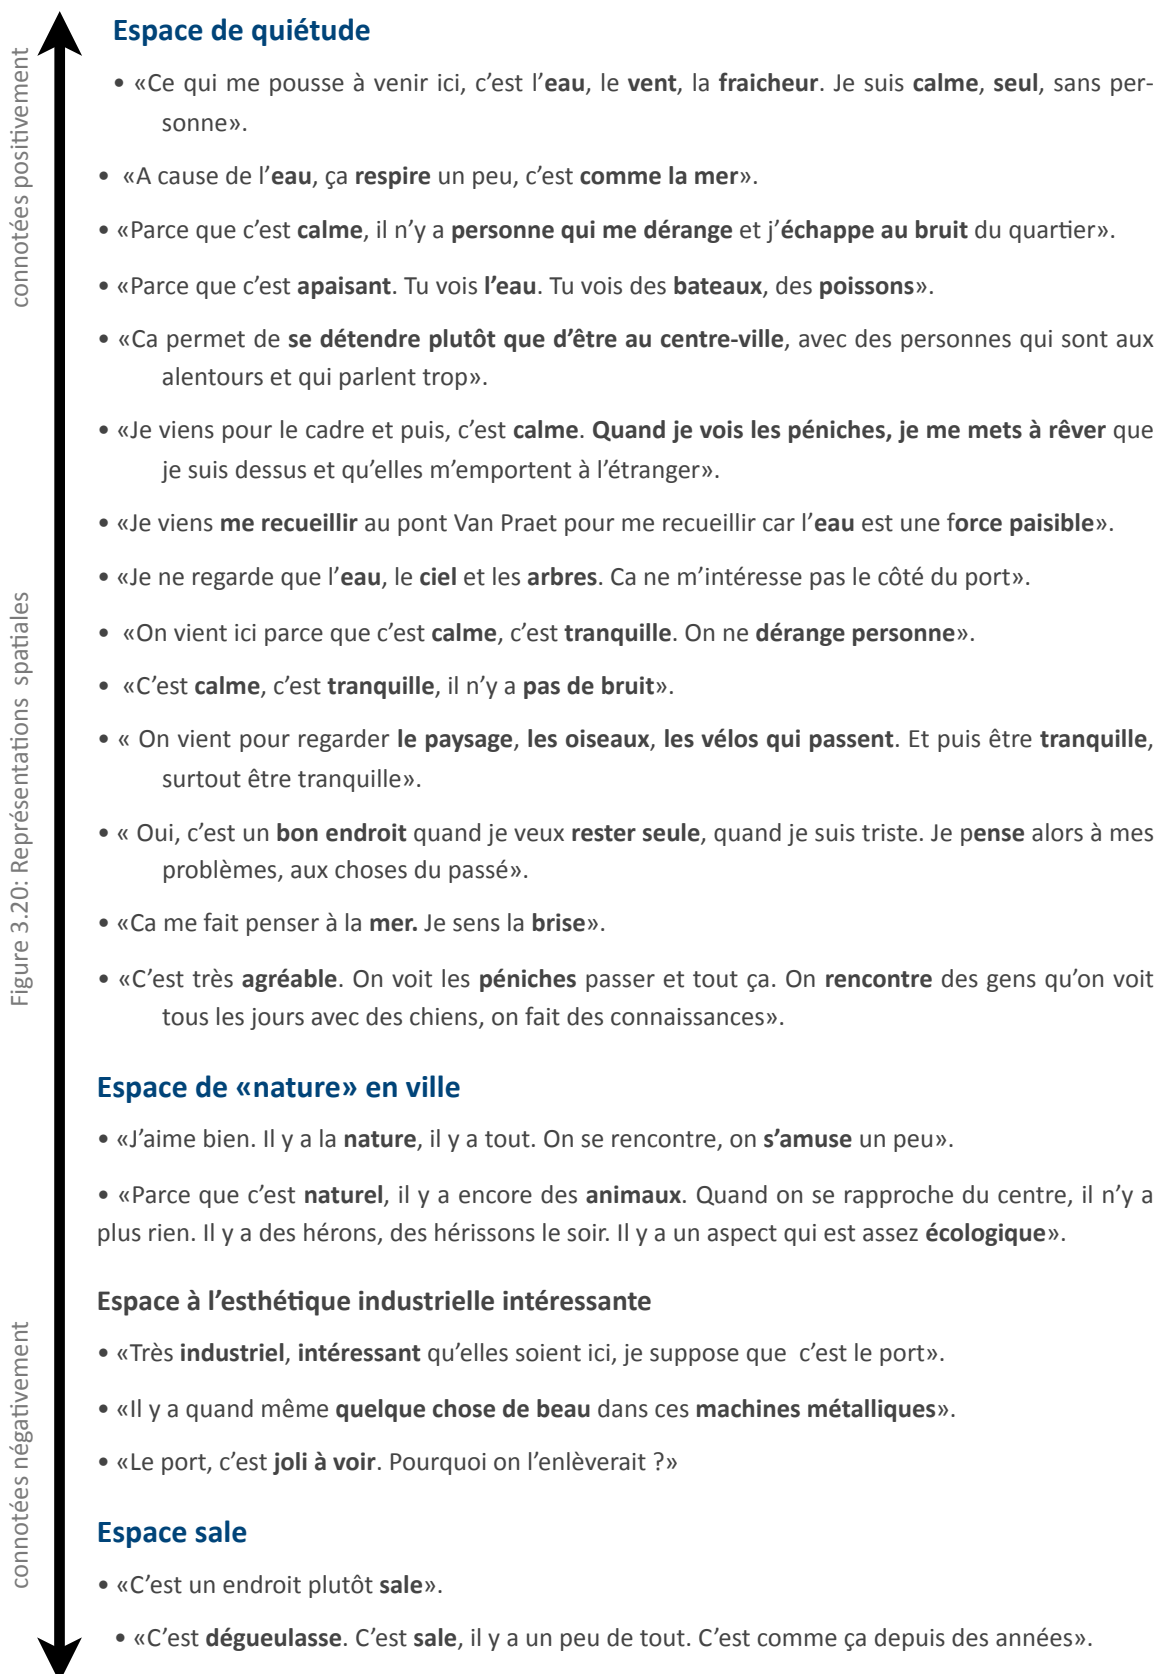 Espace de quiétude
• «Ce qui me pousse à venir ici, c’est l’eau, le vent, la fraicheur. Je suis calme, seul, sans per-
sonne».
• «A cause de l’eau, ça respire un peu, c’est comme la mer».
• «Parce que c’est calme, il n’y a personne qui me dérange et j’échappe au bruit du quartier».
• «Parce que c’est apaisant. Tu vois l’eau. Tu vois des bateaux, des poissons».
• «Ca permet de se détendre plutôt que d’être au centre-ville, avec des personnes qui sont aux
alentours et qui parlent trop».
• «Je viens pour le cadre et puis, c’est calme. Quand je vois les péniches, je me mets à rêver que
je suis dessus et qu’elles m’emportent à l’étranger».
• «Je viens me recueillir au pont Van Praet pour me recueillir car l’eau est une force paisible».
• «Je ne regarde que l’eau, le ciel et les arbres. Ca ne m’intéresse pas le côté du port».
• «On vient ici parce que c’est calme, c’est tranquille. On ne dérange personne».
• «C’est calme, c’est tranquille, il n’y a pas de bruit».
• « On vient pour regarder le paysage, les oiseaux, les vélos qui passent. Et puis être tranquille,
surtout être tranquille».
• « Oui, c’est un bon endroit quand je veux rester seule, quand je suis triste. Je pense alors à mes
problèmes, aux choses du passé».
• «Ca me fait penser à la mer. Je sens la brise».
• «C’est très agréable. On voit les péniches passer et tout ça. On rencontre des gens qu’on voit
tous les jours avec des chiens, on fait des connaissances».
Espace de «nature» en ville
• «J’aime bien. Il y a la nature, il y a tout. On se rencontre, on s’amuse un peu».
• «Parce que c’est naturel, il y a encore des animaux. Quand on se rapproche du centre, il n’y a
plus rien. Il y a des hérons, des hérissons le soir. Il y a un aspect qui est assez écologique».
Espace à l’esthétique industrielle intéressante
• «Très industriel, intéressant qu’elles soient ici, je suppose que c’est le port».
• «Il y a quand même quelque chose de beau dans ces machines métalliques».
• «Le port, c’est joli à voir. Pourquoi on l’enlèverait ?»
Espace sale
• «C’est un endroit plutôt sale».
• «C’est dégueulasse. C’est sale, il y a un peu de tout. C’est comme ça depuis des années».
connotées positivement
Figure 3.20: Représentations spatiales
connotées négativement